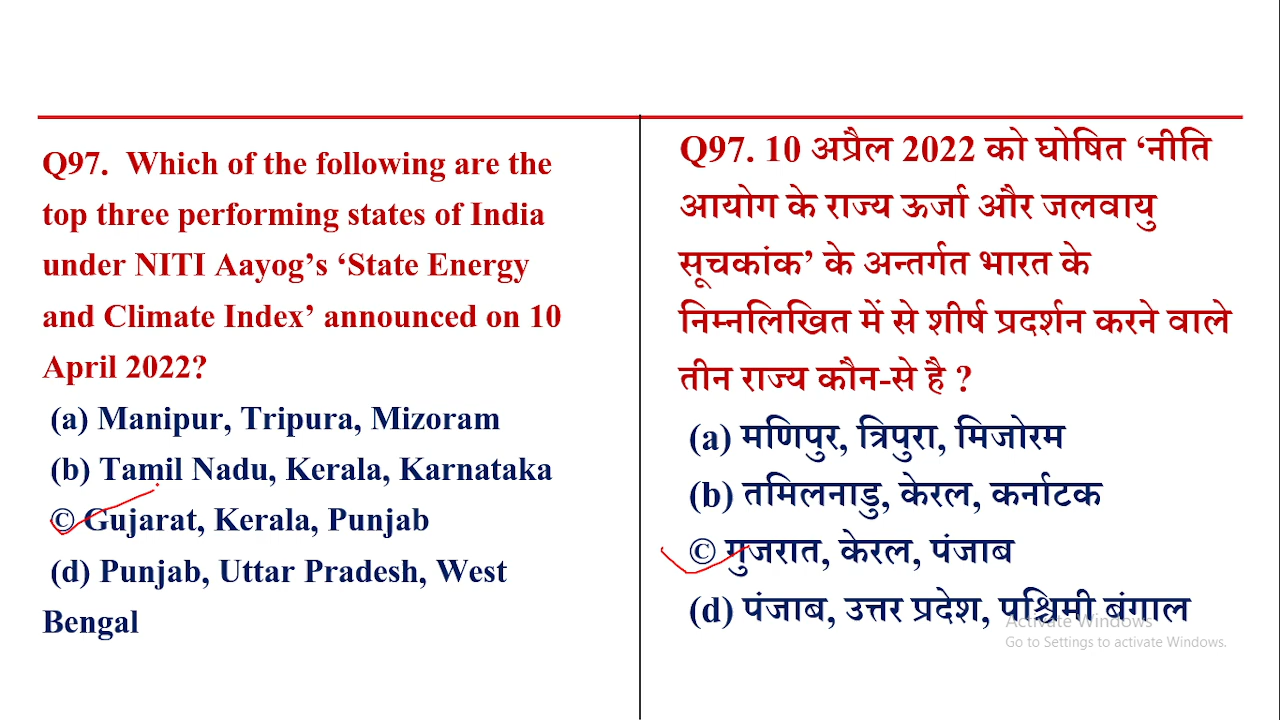 Q97.  Which of the following are the
top three performing states of India
under NITI Aayog’s ‘State Energy
and Climate Index’ announced on 10
April 2022?
(a) Manipur, Tripura, Mizoram
(b) Tamil Nadu, Kerala, Karnataka
© Gujarat, Kerala, Punjab
(d) Punjab, Uttar Pradesh, West
Bengal
Q97. 10 अप्रैल 2022 को घोषित ‘नीति
आयोग के राज्य ऊर्जा और जलवायु
सूचकांक’ के अन्तर्गत भारत के
निम्नलिखित में से शीर्ष प्रदर्शन करने वाले
तीन राज्य कौन-से है ?
(a) मणिपुर, त्रिपुरा, मिजोरम
(b) तमिलनाडु, केरल, कर्नाटक
© गुजरात, केरल, पंजाब
(d) पंजाब, उत्तर प्रदेश, पश्चिमी बंगाल
Activate Windows
Go to Settings to activate Windows.